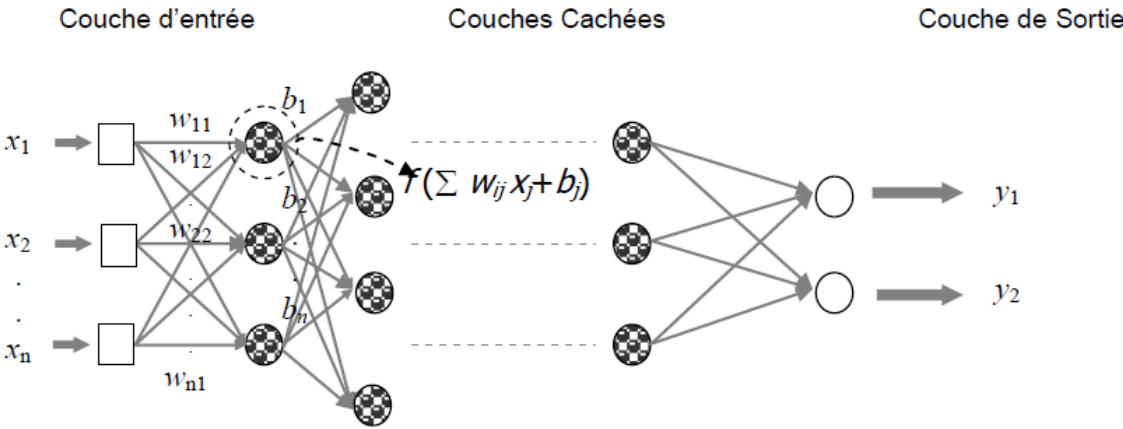 Couche d'entrée
Couches Cachées
Couche de Sortie
x1
w11
b1
w12
f(∑ wij xj+bj)
b2
y1
x2
w22
.
.
.
.
y2
.
.
bn
.
xn
.
wn1